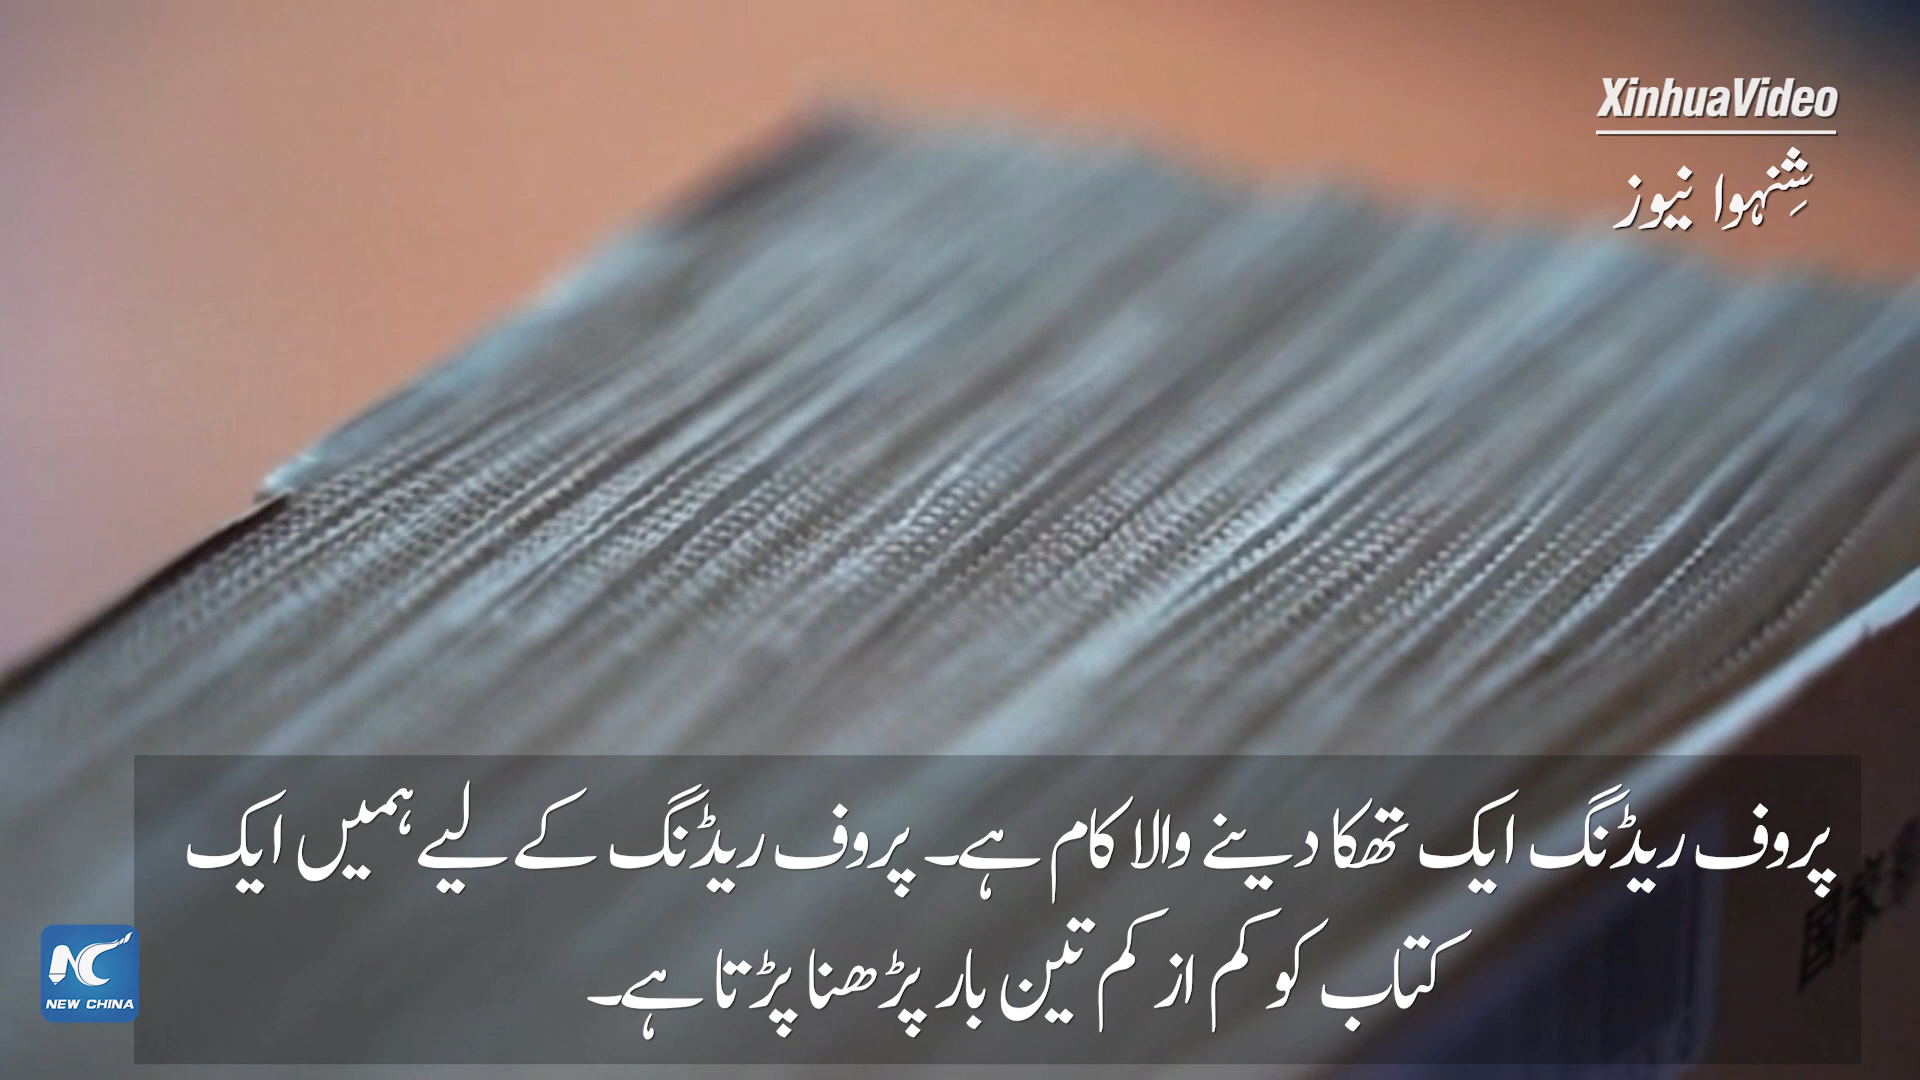 XinhuaVideo
شِنہوا نیوز
پروف ریڈنگ ایک تھکا دینے والا کام ہے۔ پروف ریڈنگ کے لیے ہمیں ایک
کتاب کو کم از کم تین بار پڑھنا پڑتا ہے۔
NEW CHINA